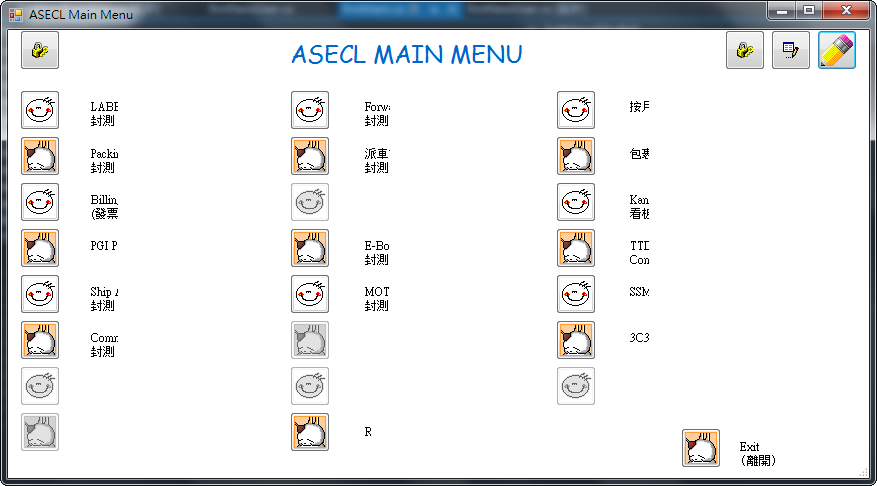 ASECL Main Menu
ASECL MAIN MENU
LABE
封測
Forwa
封測
按月
Packin
封測
派車
封測
包裹
Billin
(發票
Kan
看板
PGI P
E-Bo
封測
TTD
Con
Ship A
封測
MOT
封測
SSM
Comm
封測
3C3
R
Exit
(離開)